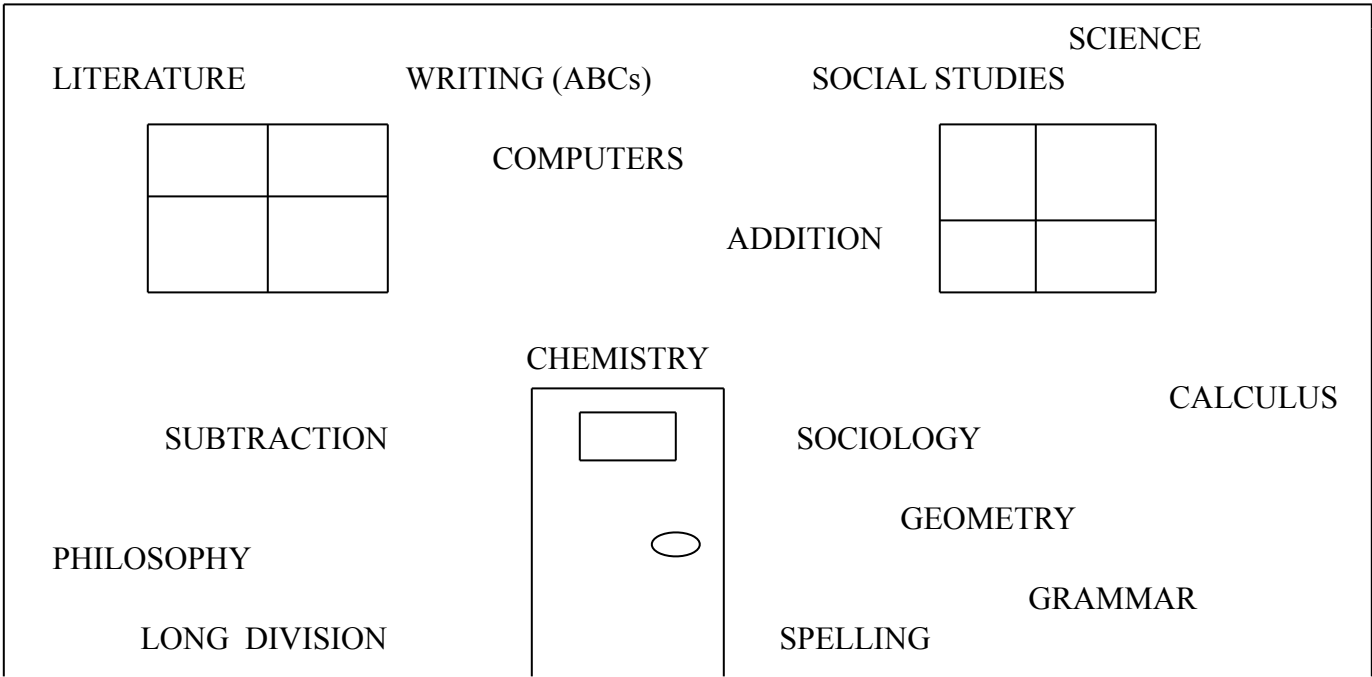 SCIENCE
LITERATURE WRITING (ABCs) SOCIAL STUDIES
COMPUTERS
ADDITION
CHEMISTRY
CALCULUS
SUBTRACTION SOCIOLOGY
GEOMETRY
PHILOSOPHY
GRAMMAR
LONG DIVISION SPELLING